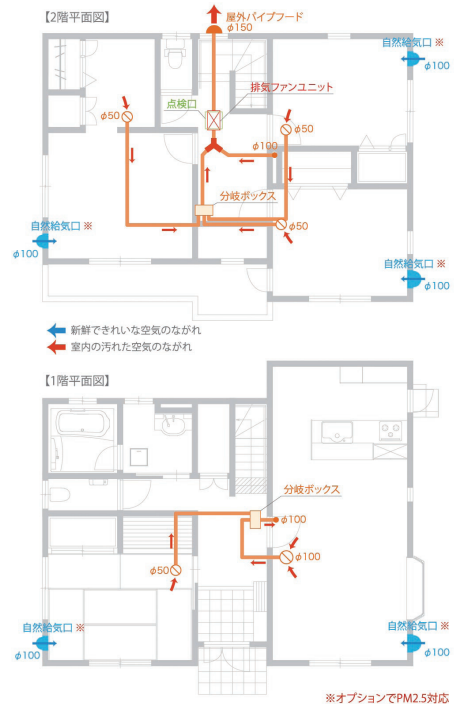 【2階平面図】
屋外パイプフード
φ150
自然給気口 ※
φ100
排気ファンユニット
点検口
φ50
φ50
φ100
分岐ボックス
自然給気口 ※
φ100
φ50
自然給気口 ※
φ100
新鮮できれいな空気のながれ
室内の汚れた空気のながれ
【1階平面図】
分岐ボックス
φ100
φ50
φ100
自然給気口 ※
φ100
自然給気口 ※
φ100
※オプションでPM2.5対応